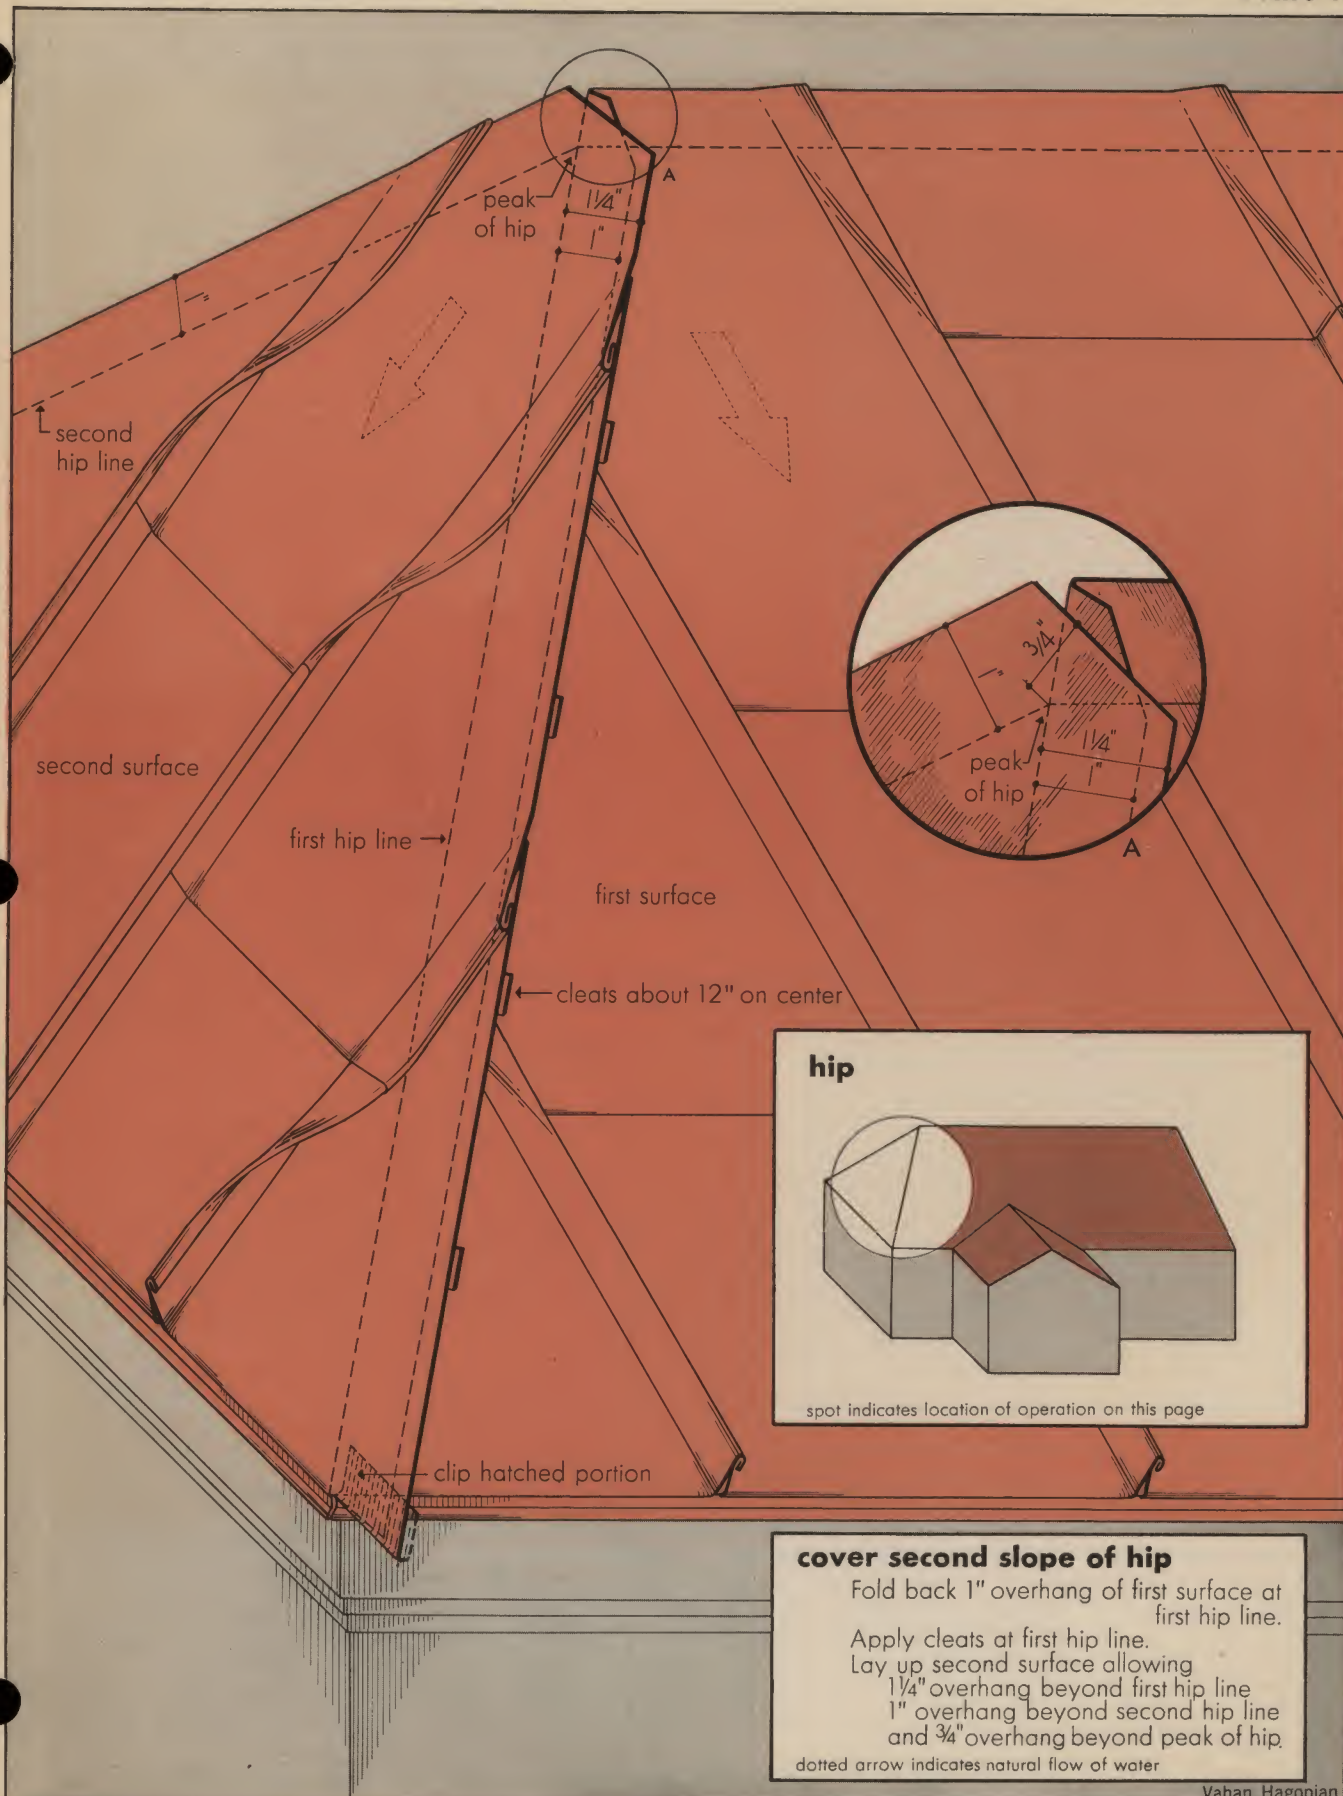 A
peak
of hip
1¼"
1"
1"
second
hip line
3/4"
1"
1¼"
peak
of hip
1"
A
second surface
first hip line
first surface
cleats about 12" on center
hip
spot indicates location of operation on this page
clip hatched portion
cover second slope of hip
Fold back 1" overhang of first surface at
first hip line.
Apply cleats at first hip line.
Lay up second surface allowing
1¼" overhang beyond first hip line
1" overhang beyond second hip line
and ¾" overhang beyond peak of hip.
dotted arrow indicates natural flow of water
Vahan Hagopian